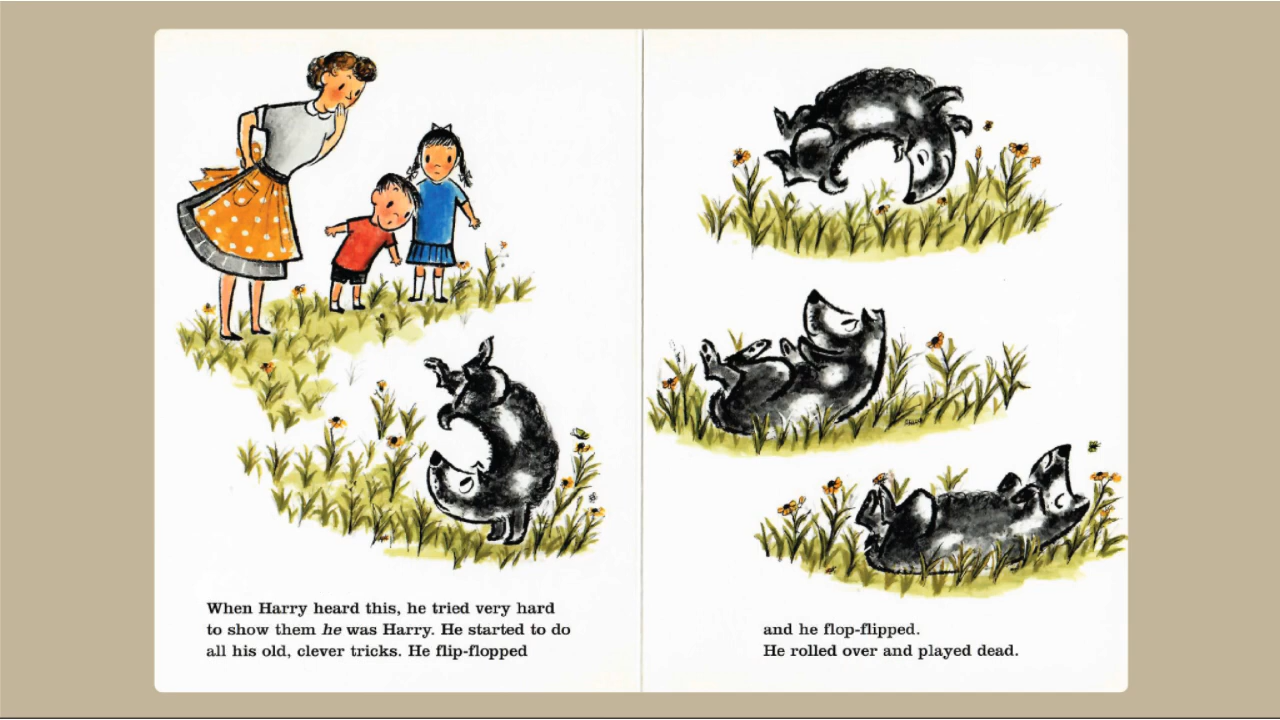 When Harry heard this, he tried very hard
to show them he was Harry. He started to do
all his old, clever tricks. He flip-flopped
and he flop-flipped.
He rolled over and played dead.